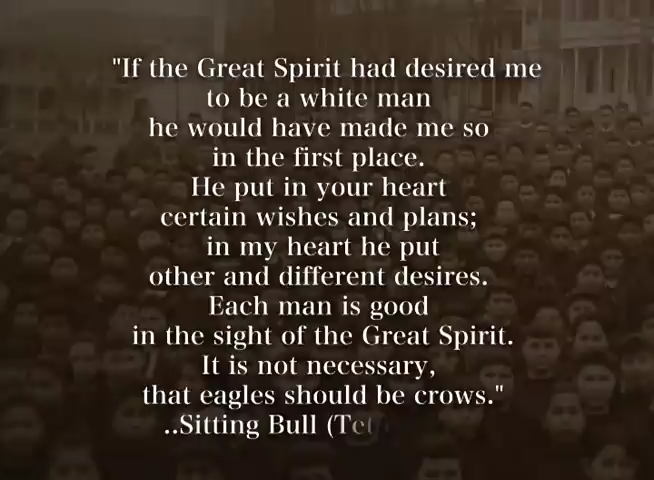 "If the Great Spirit had desired me
to be a white man
he would have made me so
in the first place.
He put in your heart
certain wishes and plans;
in my heart he put
other and different desires.
Each man is good
in the sight of the Great Spirit.
It is not necessary,
that eagles should be crows."
..Sitting Bull (Tet